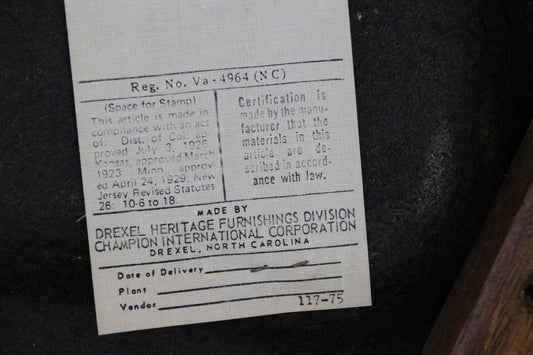 Reg. No. Va-4964 (NC)
(Space for Stamp)
This article is made in
compliance with an act
of: Dist. of Col. ap
proved July 3, 1926
Kansas, approved March
1923: Minn. approv-
ed April 24, 1929; New
Jersey Revised Statutes
26: 10-6 to 18.
Certification is
made by the manu-
facturer that the
materials in this
article are de-
scribed in accord-
ance with law.
MADE BY
DREXEL HERITAGE FURNISHINGS DIVISION
CHAMPION INTERNATIONAL CORPORATION
DREXEL, NORTH CAROLINA
Date of Delivery
Plant
Vendor
117-75